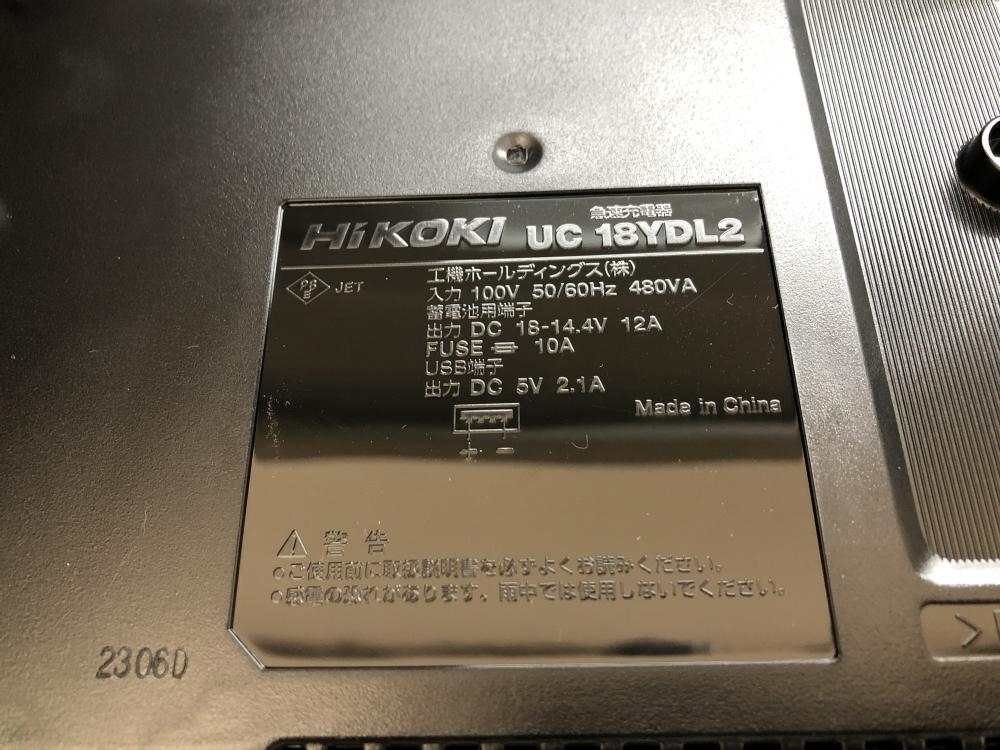 急速充電器
HiKOKI UC 18YDL2
PS E JET
工機ホールディングス(株)
入力 100V 50/60Hz 480VA
蓄電池用端子
出力 DC 18-14.4V 12A
FUSE 10A
USB端子
出力 DC 5V 2.1A
Made in China
+ -
警告
●ご使用前に取扱説明書を必ずよくお読みください。
●感電の恐れがあります。雨中では使用しないでください。
2306D